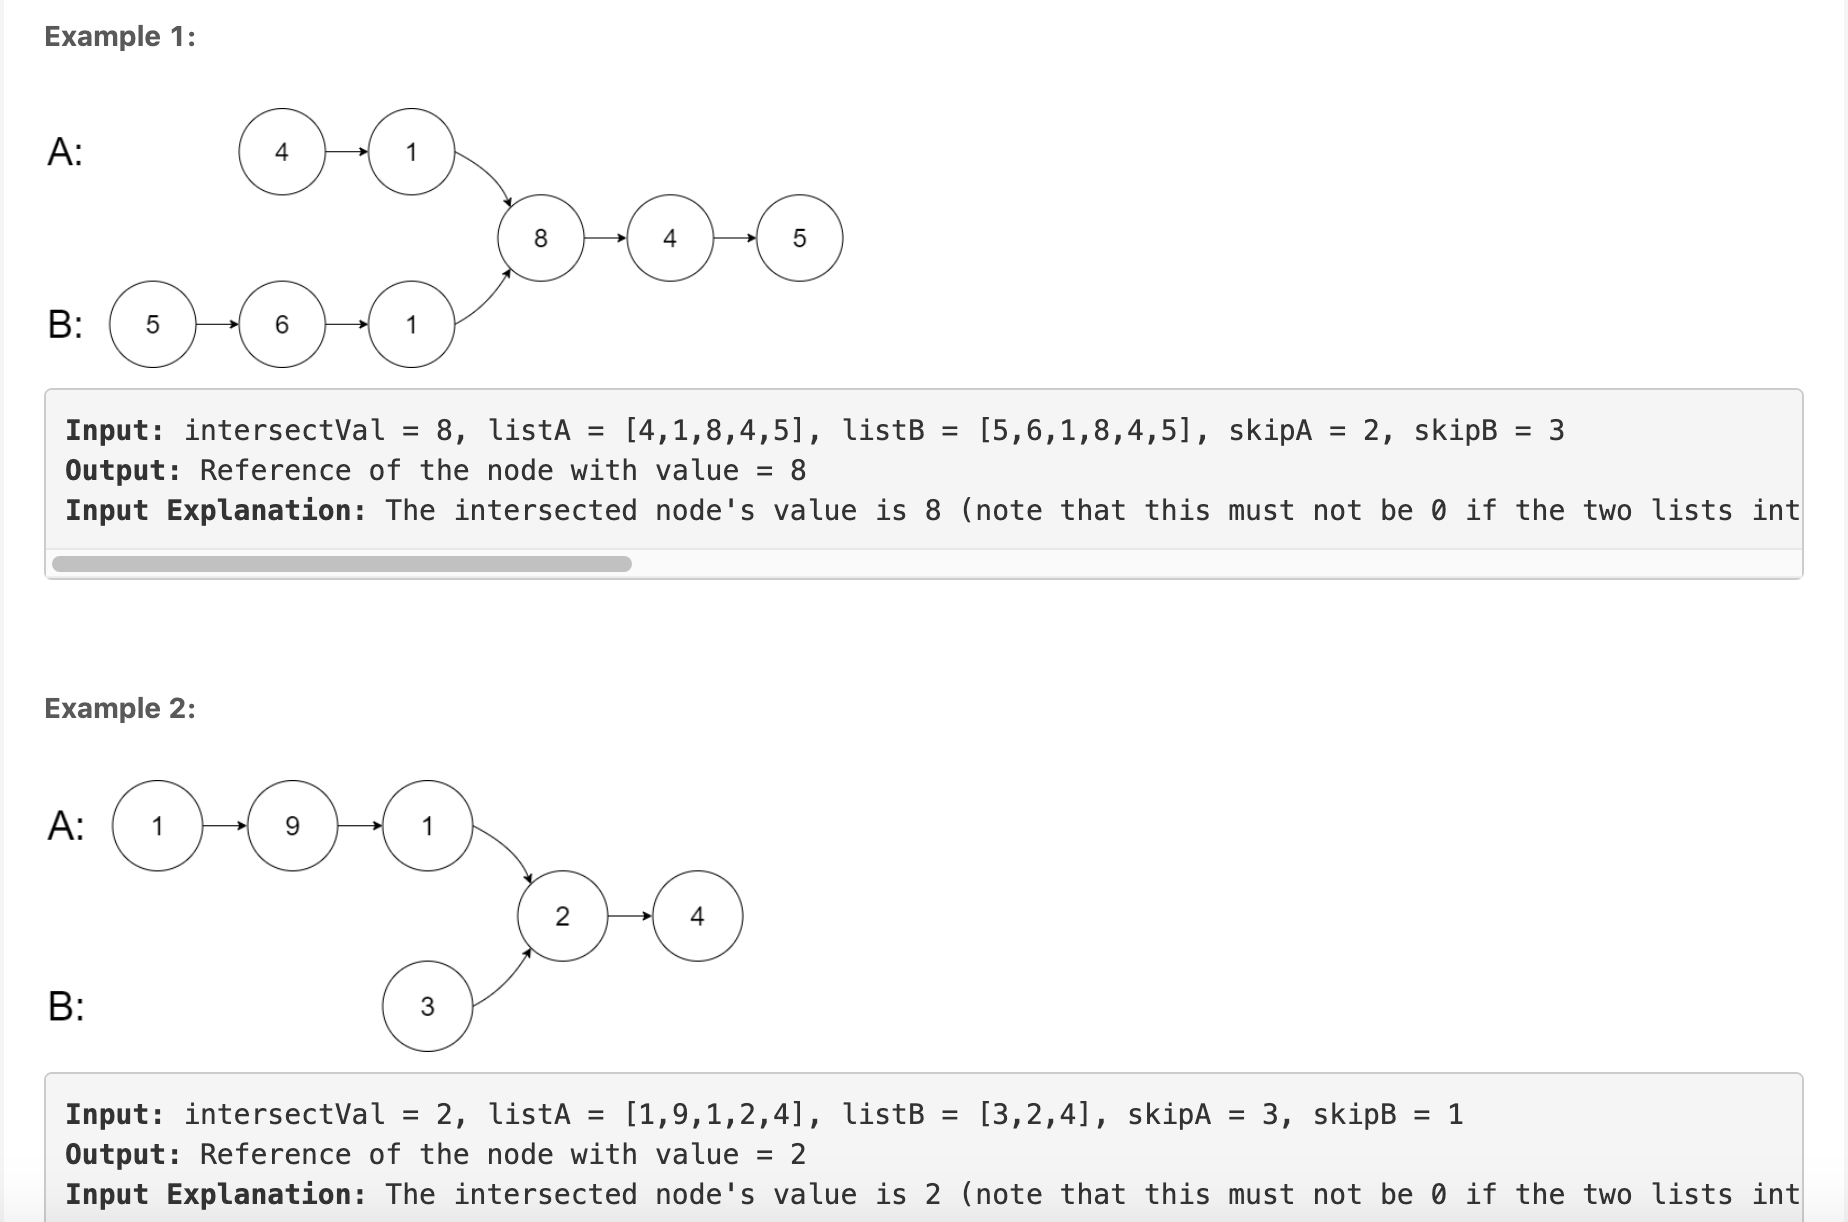 Example 1:
A: 4 1
8 4 5
B: 5 6 1
Input: intersectVal = 8, listA = [4,1,8,4,5], listB = [5,6,1,8,4,5], skipA = 2, skipB = 3
Output: Reference of the node with value = 8
Input Explanation: The intersected node's value is 8 (note that this must not be 0 if the two lists int
Example 2:
A: 1 9 1
2 4
B: 3
Input: intersectVal = 2, listA = [1,9,1,2,4], listB = [3,2,4], skipA = 3, skipB = 1
Output: Reference of the node with value = 2
Input Explanation: The intersected node's value is 2 (note that this must not be 0 if the two lists int